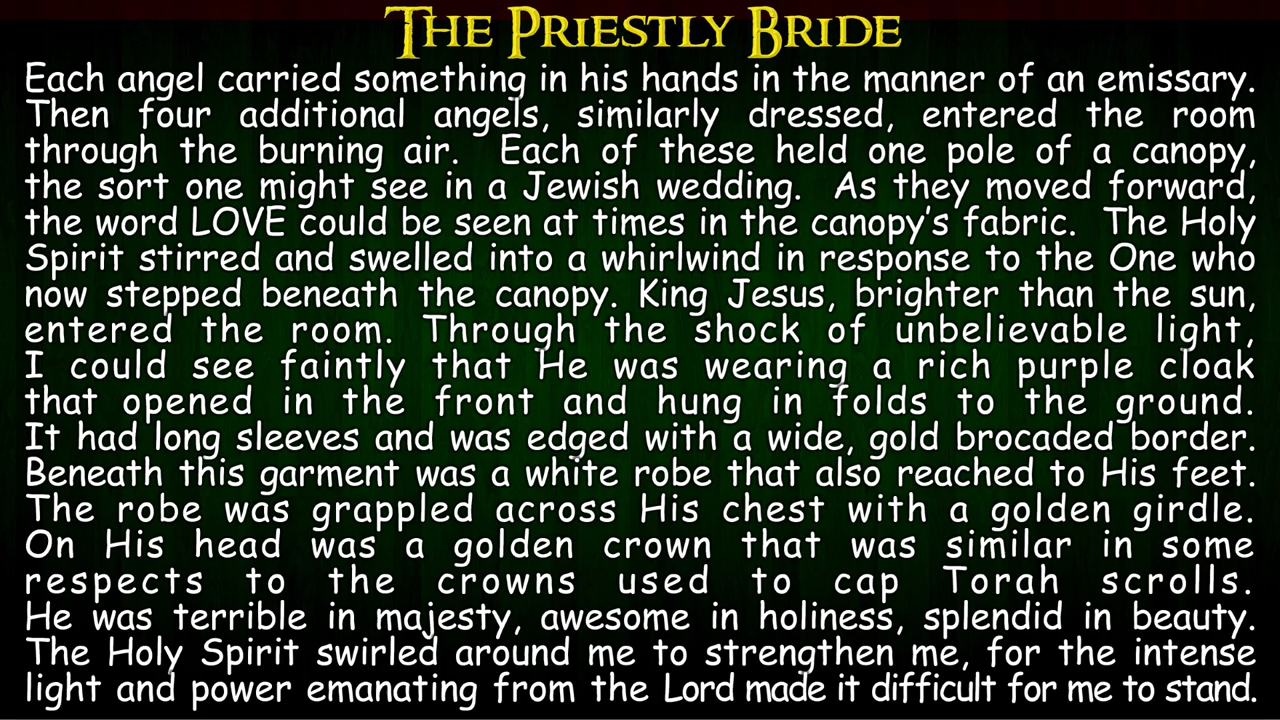 The Priestly Bride
Each angel carried something in his hands in the manner of an emissary.
Then four additional angels, similarly dressed, entered the room
through the burning air. Each of these held one pole of a canopy,
the sort one might see in a Jewish wedding. As they moved forward,
the word LOVE could be seen at times in the canopy's fabric. The Holy
Spirit stirred and swelled into a whirlwind in response to the One who
now stepped beneath the canopy. King Jesus, brighter than the sun,
entered the room. Through the shock of unbelievable light,
I could see faintly that He was wearing a rich purple cloak
that opened in the front and hung in folds to the ground.
It had long sleeves and was edged with a wide, gold brocaded border.
Beneath this garment was a white robe that also reached to His feet.
The robe was grappled across His chest with a golden girdle.
On His head was a golden crown that was similar in some
respects to the crowns used to cap Torah scrolls.
He was terrible in majesty, awesome in holiness, splendid in beauty.
The Holy Spirit swirled around me to strengthen me, for the intense
light and power emanating from the Lord made it difficult for me to stand.